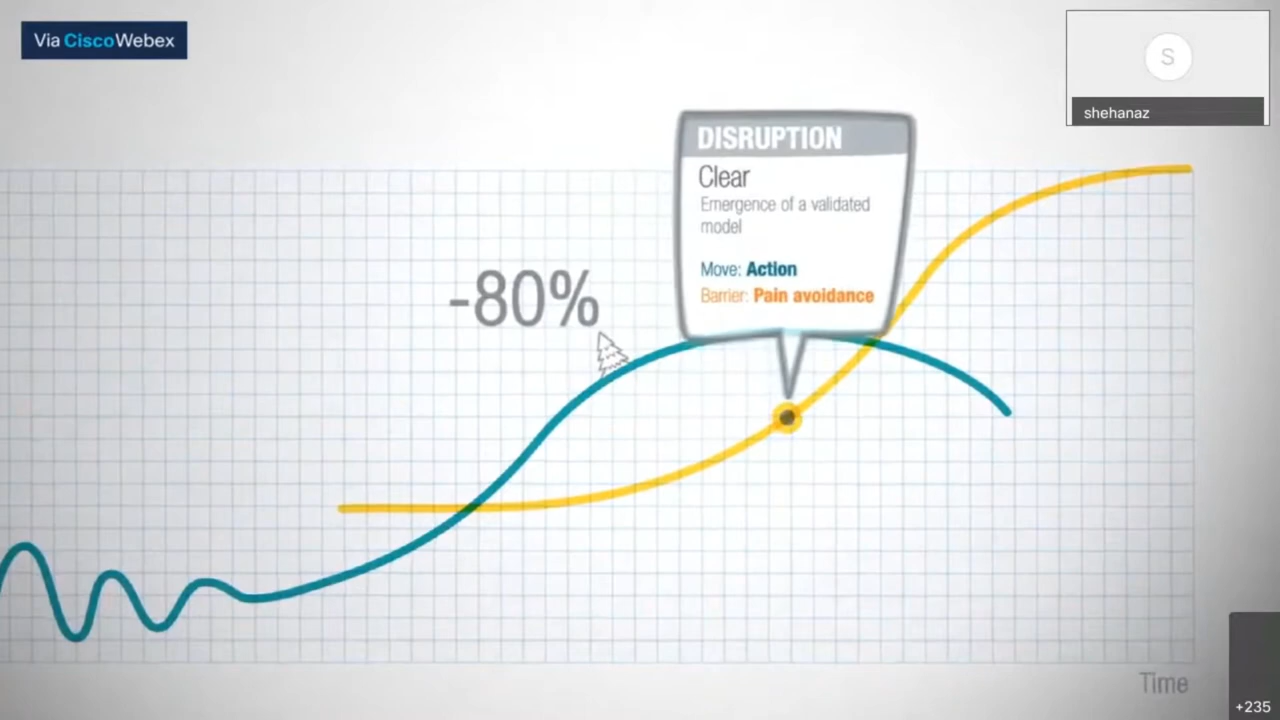 Via CiscoWebex
S
shehanaz
DISRUPTION
Clear
Emergence of a validated
model
Move: Action
Barrier: Pain avoidance
-80%
Time
+235